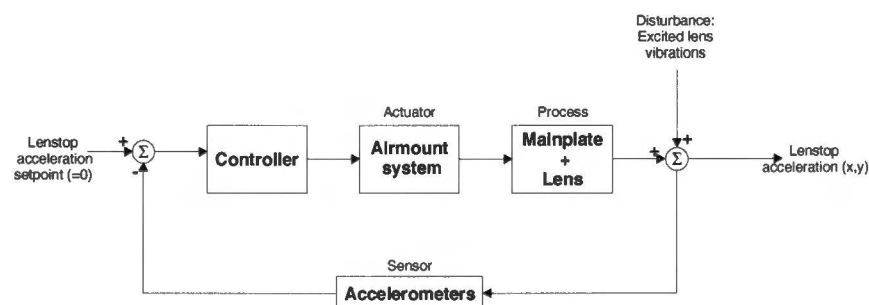 Disturbance:
Excited lens
vibrations
Actuator
Process
Lenstop
acceleration
setpoint (=0)
+
Σ
-
Controller
Airmount
system
Mainplate
+
Lens
+
+
Σ
Lenstop
acceleration (x,y)
Sensor
Accelerometers